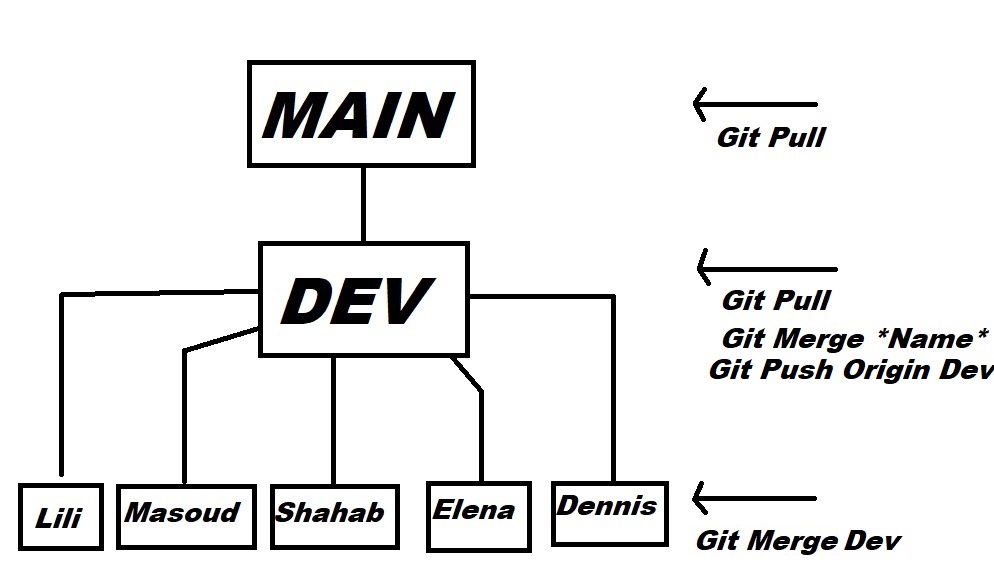 MAIN
Git Pull
DEV
Git Pull
Git Merge *Name*
Git Push Origin Dev
Lili
Masoud
Shahab
Elena
Dennis
Git Merge Dev